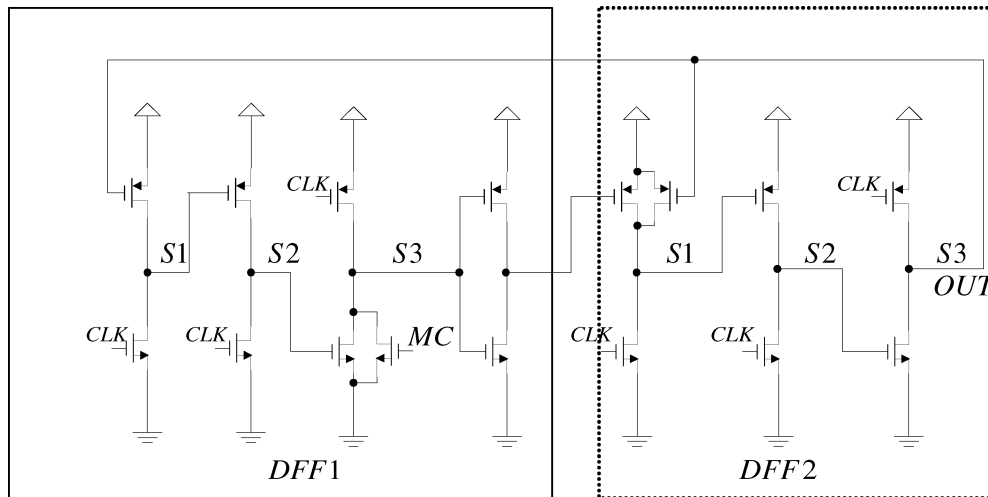 CLK
CLK
S1 S2 S3 S1 S2 S3
OUT
CLK CLK MC CLK CLK
DFF1 DFF2